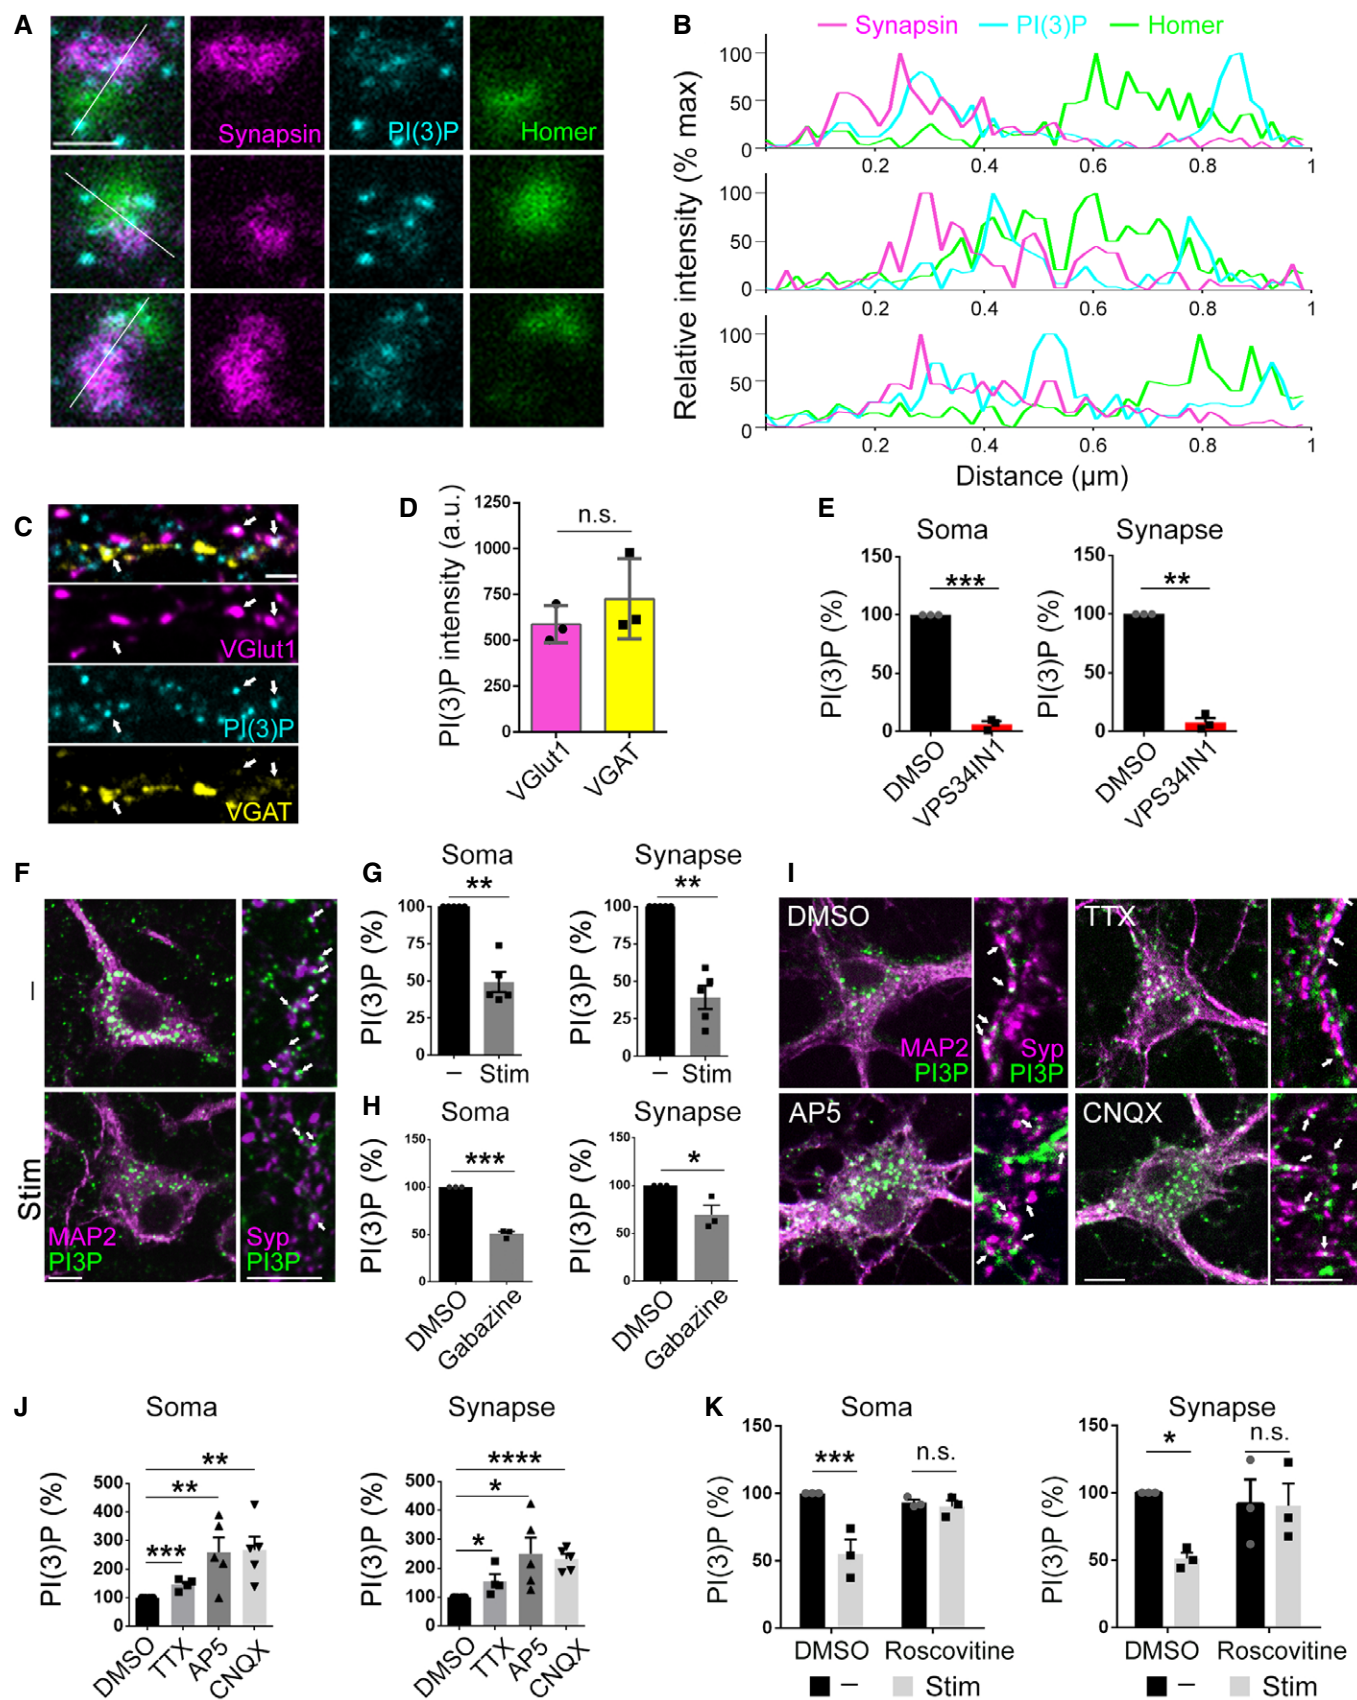 A
Synapsin
PI(3)P
Homer
B
Synapsin PI(3)P Homer
Relative intensity (% max)
100
50
0
0.2 0.4 0.6 0.8 1
100
50
0
0.2 0.4 0.6 0.8 1
100
50
0
0.2 0.4 0.6 0.8 1
Distance (µm)
C
VGlut1
PI(3)P
VGAT
D
PI(3)P intensity (a.u.)
1250
1000
750
500
250
0
n.s.
VGlut1
VGAT
E
Soma
PI(3)P (%)
150
100
50
0
***
DMSO
VPS34IN1
Synapse
PI(3)P (%)
150
100
50
0
**
DMSO
VPS34IN1
F
–
Stim
MAP2
PI3P
Syp
PI3P
G
Soma
PI(3)P (%)
100
75
50
25
0
**
– Stim
Synapse
PI(3)P (%)
100
75
50
25
0
**
– Stim
H
Soma
PI(3)P (%)
150
100
50
0
***
DMSO
Gabazine
Synapse
PI(3)P (%)
150
100
50
0
*
DMSO
Gabazine
I
DMSO
MAP2
PI3P
Syp
PI3P
TTX
AP5
CNQX
J
Soma
PI(3)P (%)
500
400
300
200
100
0
**
**
***
DMSO
TTX
AP5
CNQX
Synapse
PI(3)P (%)
500
400
300
200
100
0
****
*
*
DMSO
TTX
AP5
CNQX
K
Soma
PI(3)P (%)
150
100
50
0
***
n.s.
DMSO Roscovitine
– Stim
Synapse
PI(3)P (%)
150
100
50
0
*
n.s.
DMSO Roscovitine
– Stim